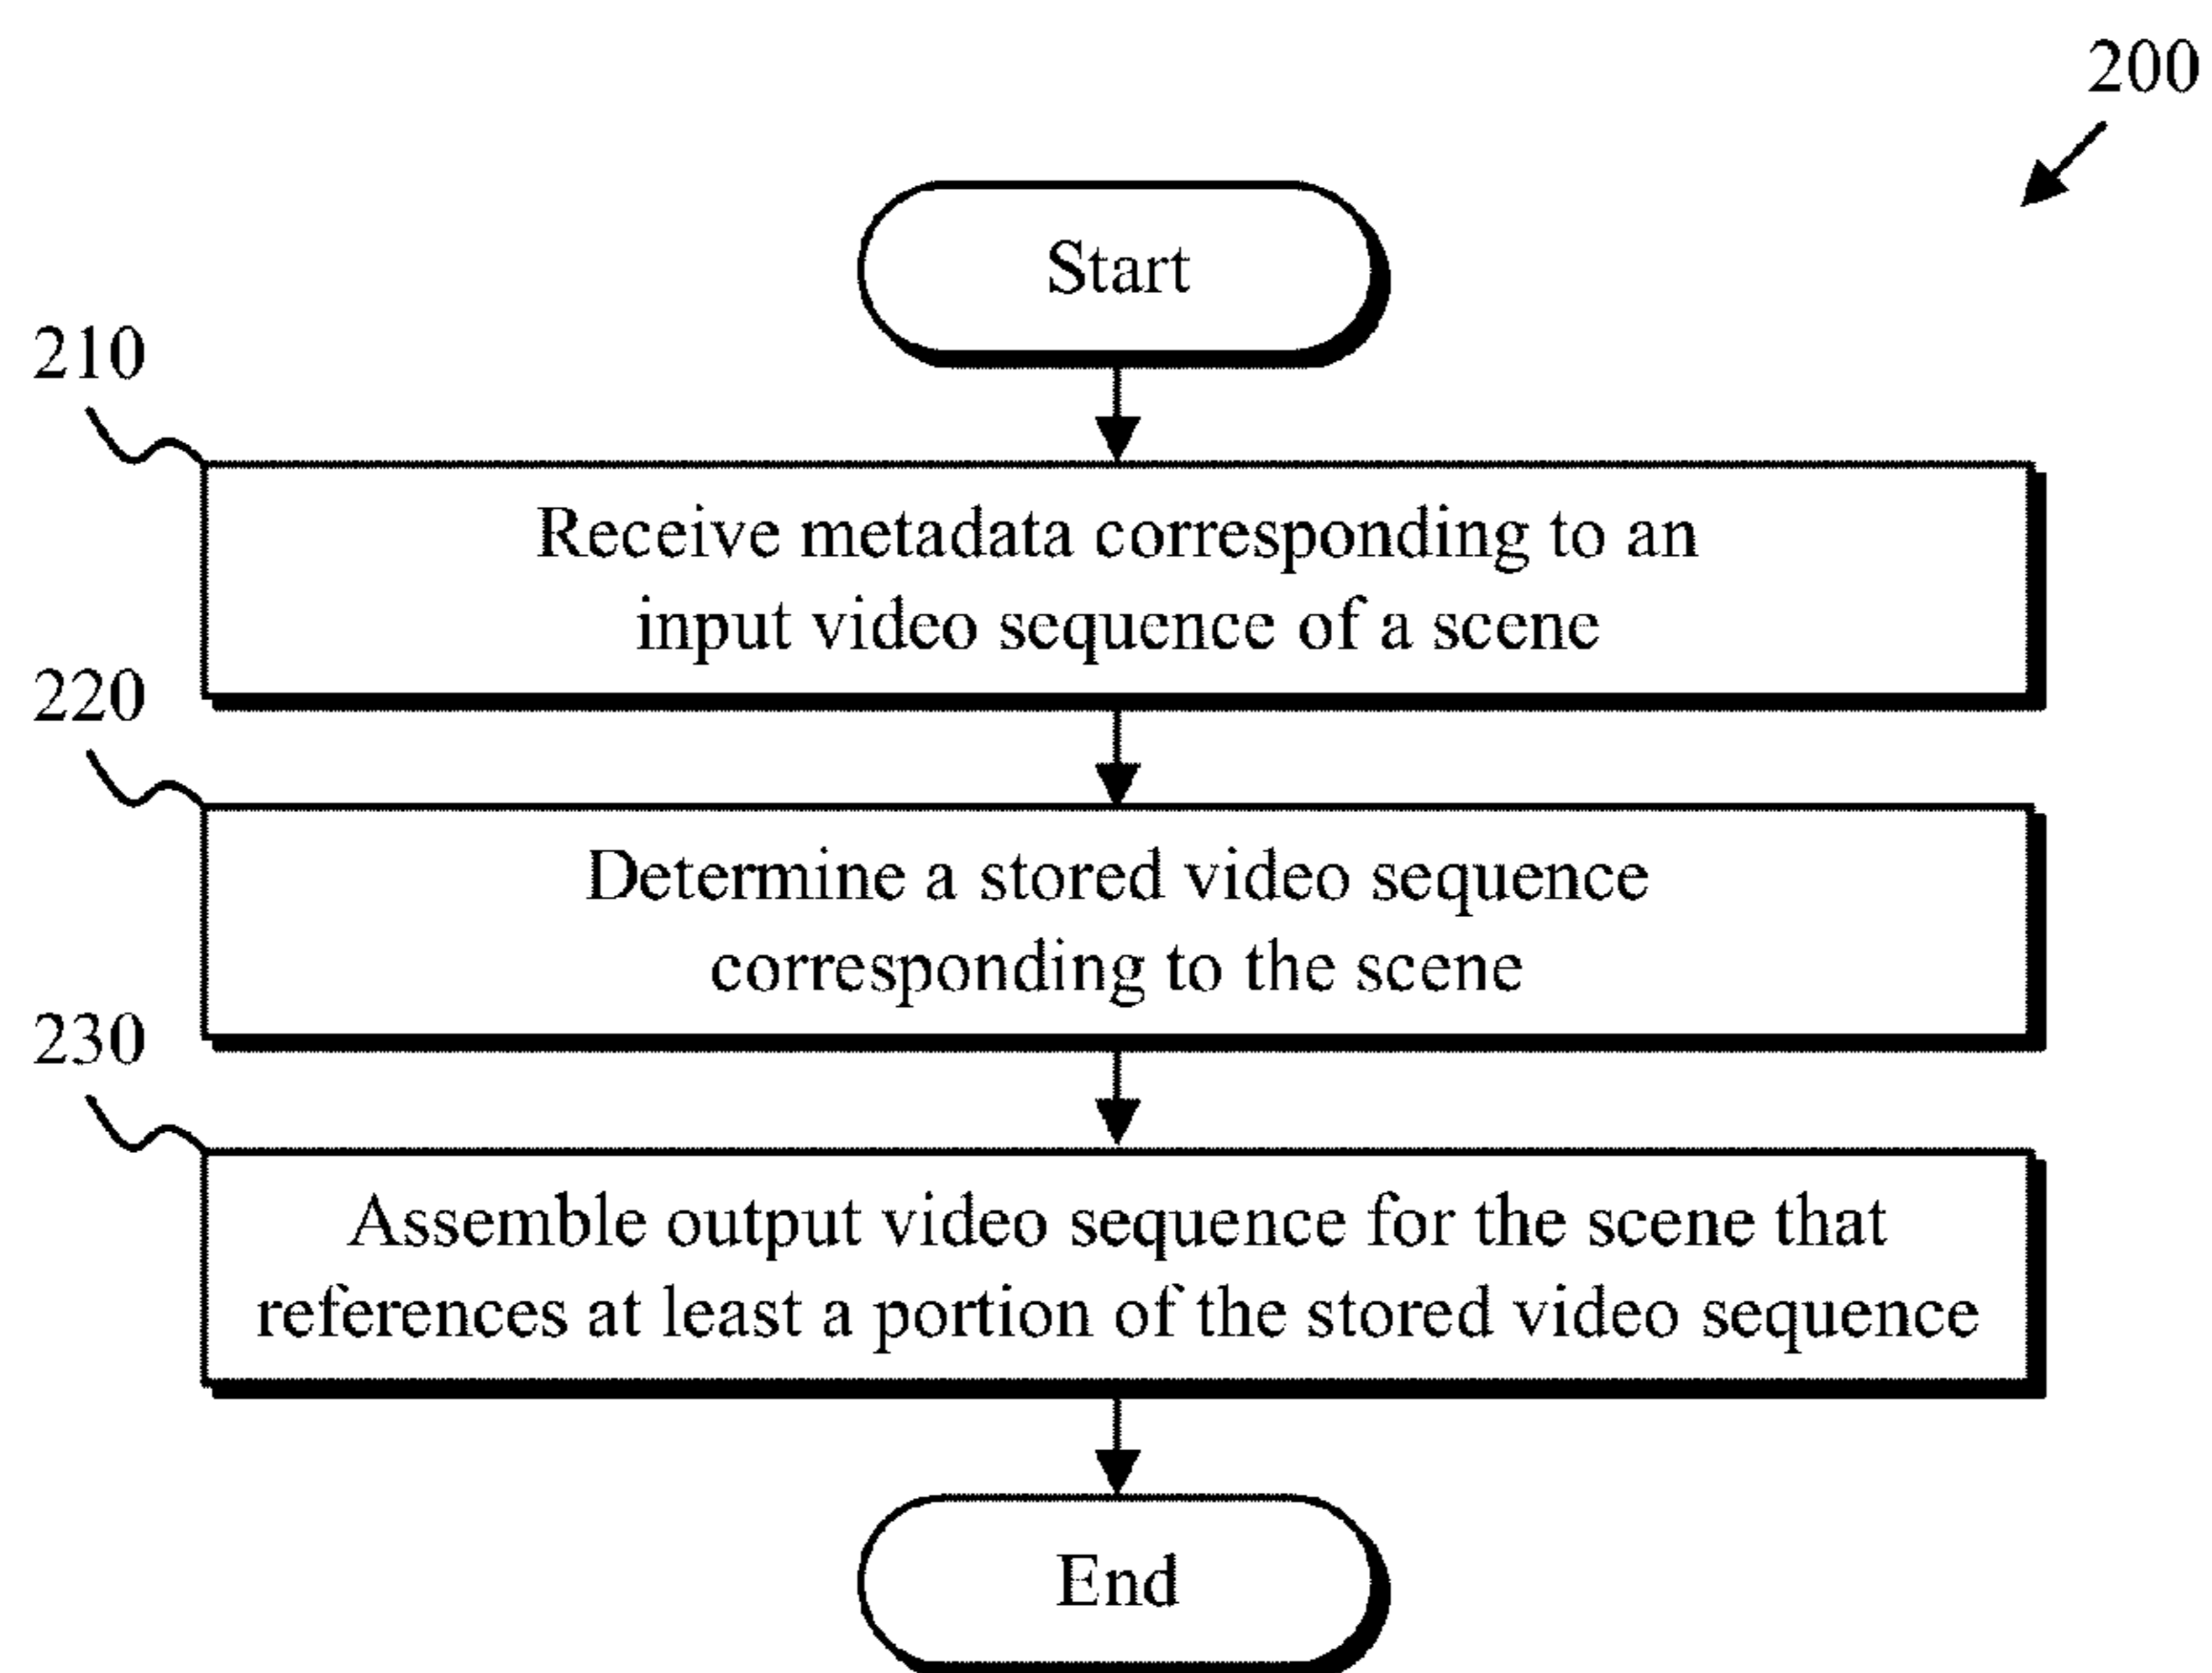 200
Start
210
Receive metadata corresponding to an
input video sequence of a scene
220
Determine a stored video sequence
corresponding to the scene
230
Assemble output video sequence for the scene that
references at least a portion of the stored video sequence
End